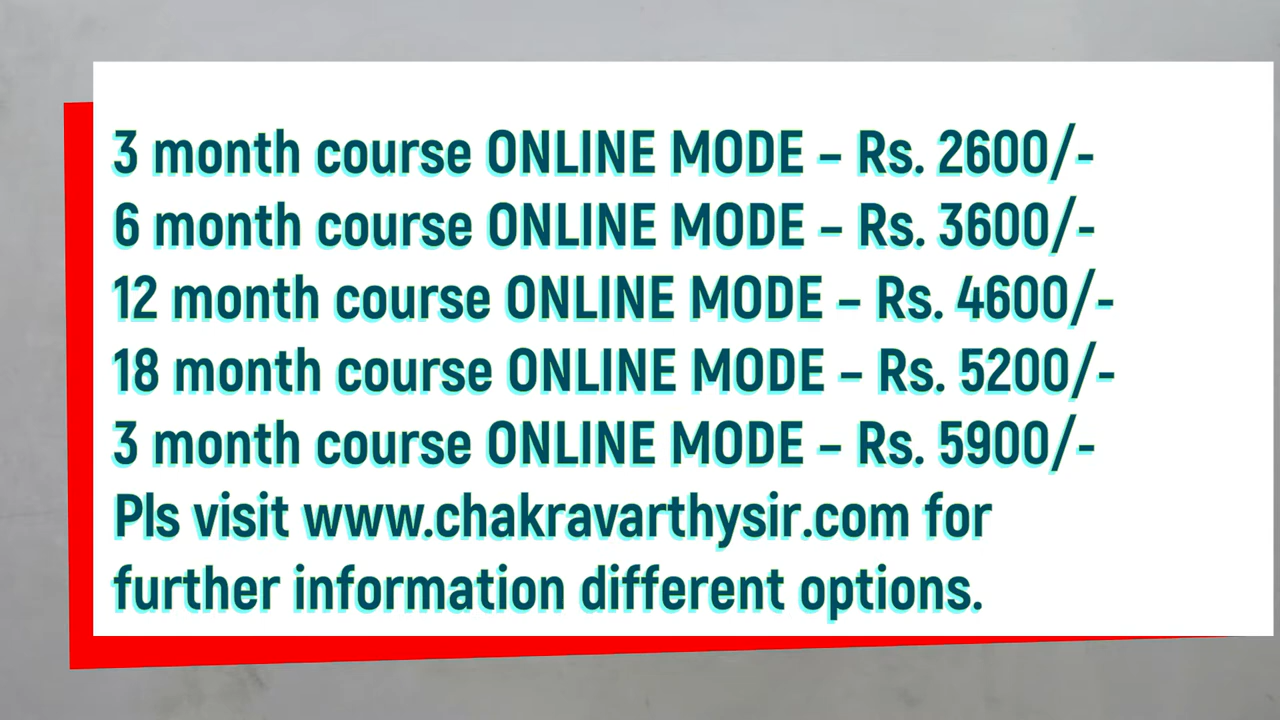 3 month course ONLINE MODE – Rs. 2600/-
6 month course ONLINE MODE – Rs. 3600/-
12 month course ONLINE MODE – Rs. 4600/-
18 month course ONLINE MODE – Rs. 5200/-
3 month course ONLINE MODE – Rs. 5900/-
Pls visit www.chakravarthysir.com for
further information different options.